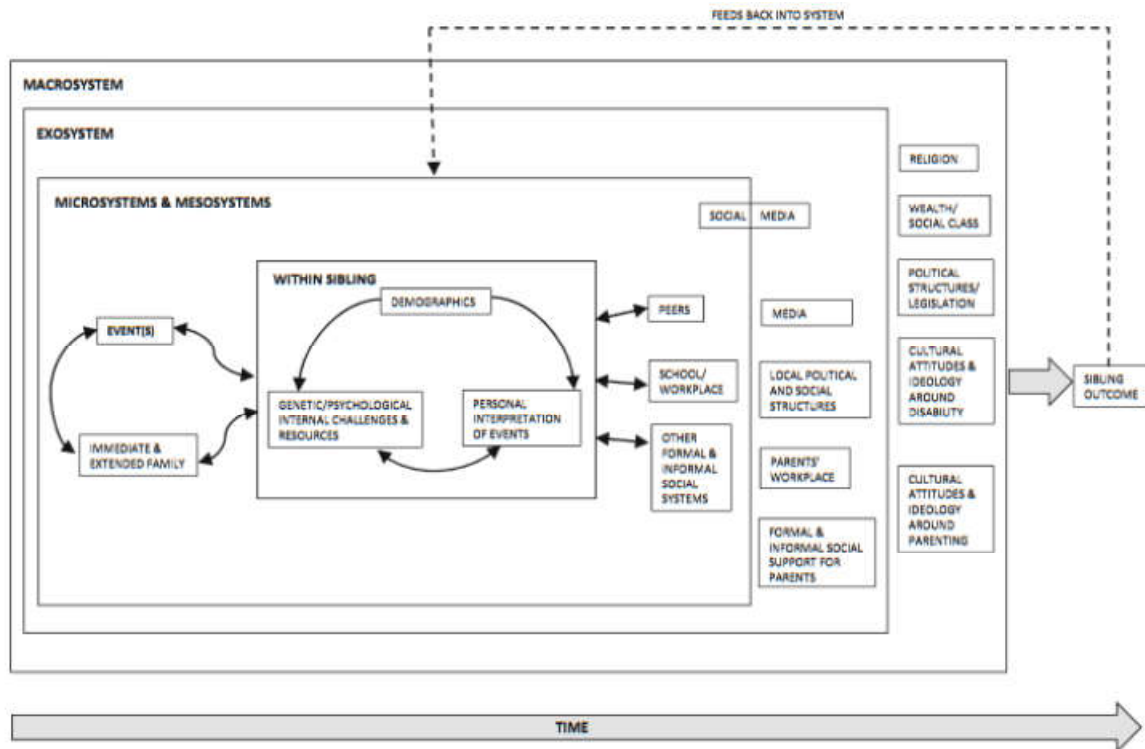 FEEDS BACK INTO SYSTEM
MACROSYSTEM
EXOSYSTEM
MICROSYSTEMS & MESOSYSTEMS
SOCIAL MEDIA
RELIGION
WEALTH/
SOCIAL CLASS
POLITICAL
STRUCTURES/
LEGISLATION
CULTURAL
ATTITUDES &
IDEOLOGY
AROUND
DISABILITY
CULTURAL
ATTITUDES &
IDEOLOGY
AROUND
PARENTING
WITHIN SIBLING
DEMOGRAPHICS
GENETIC/PSYCHOLOGICAL
INTERNAL CHALLENGES &
RESOURCES
PERSONAL
INTERPRETATION
OF EVENTS
EVENT(S)
IMMEDIATE &
EXTENDED FAMILY
PEERS
SCHOOL/
WORKPLACE
OTHER
FORMAL &
INFORMAL
SOCIAL
SYSTEMS
MEDIA
LOCAL POLITICAL
AND SOCIAL
STRUCTURES
PARENTS'
WORKPLACE
FORMAL &
INFORMAL SOCIAL
SUPPORT FOR
PARENTS
SIBLING
OUTCOME
TIME